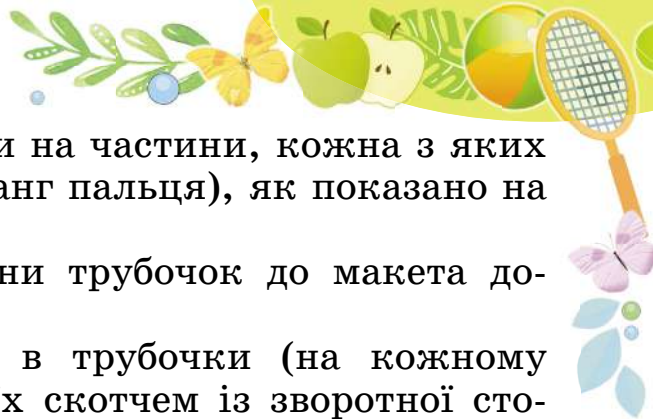 и на частини, кожна з яких
анг пальця), як показано на
ни трубочок до макета до-
в трубочки (на кожному
х скотчем із зворотної сто-